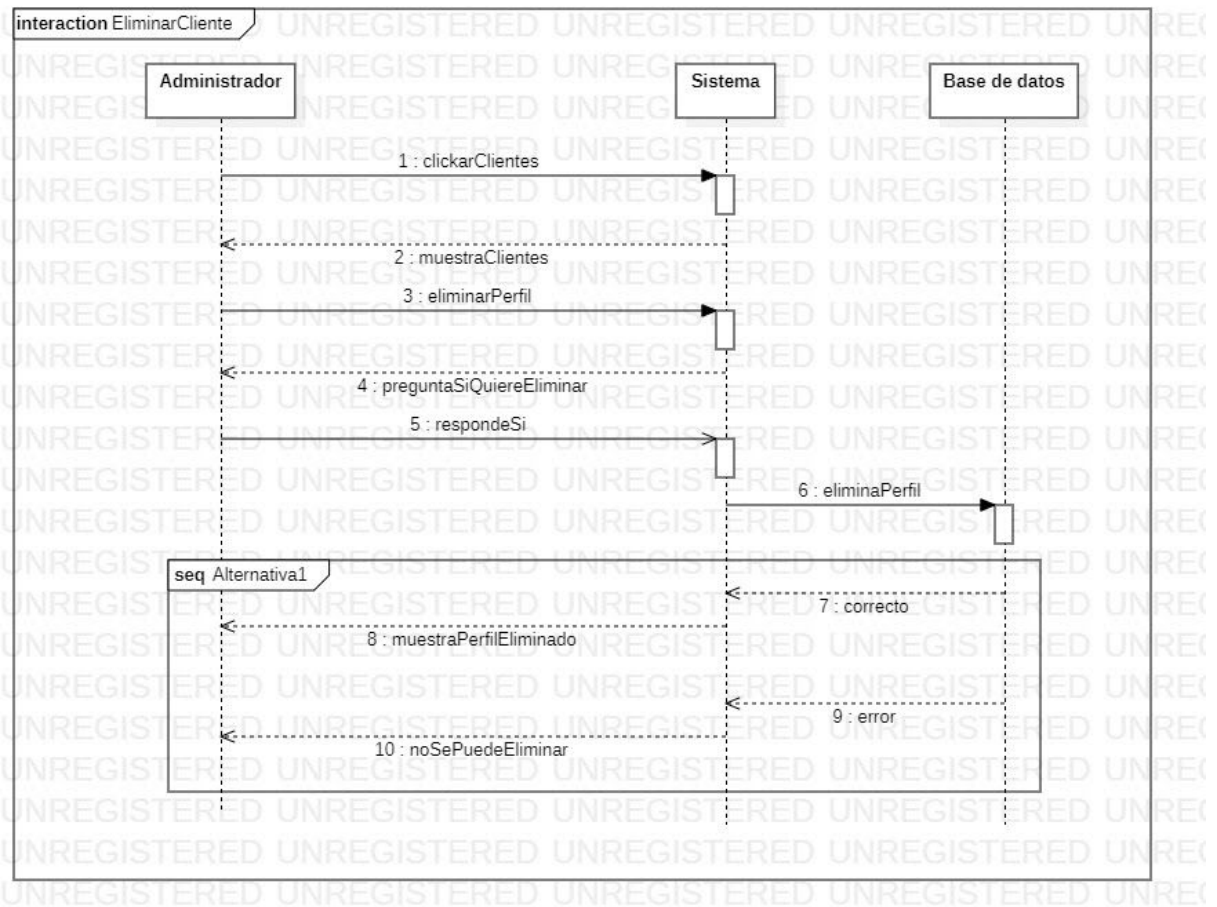 interaction EliminarCliente
Administrador
Sistema
Base de datos
1 : clickarClientes
2 : muestraClientes
3 : eliminarPerfil
4 : preguntaSiQuiereEliminar
5 : respondeSi
6 : eliminaPerfil
seq Alternativa1
7 : correcto
8 : muestraPerfilEliminado
9 : error
10 : noSePuedeEliminar
UNREGISTERED